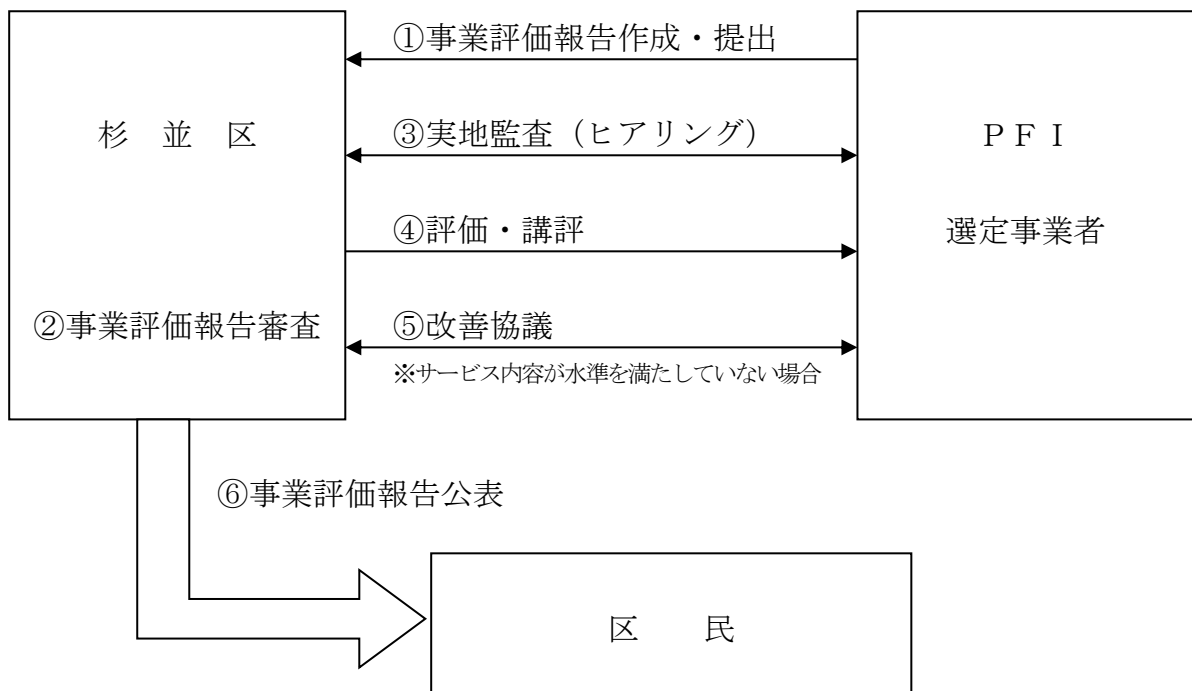 ①事業評価報告作成・提出
杉 並 区
③実地監査（ヒアリング）
ＰＦＩ
④評価・講評
選定事業者
②事業評価報告審査
⑤改善協議
※サービス内容が水準を満たしていない場合
⑥事業評価報告公表
区 民